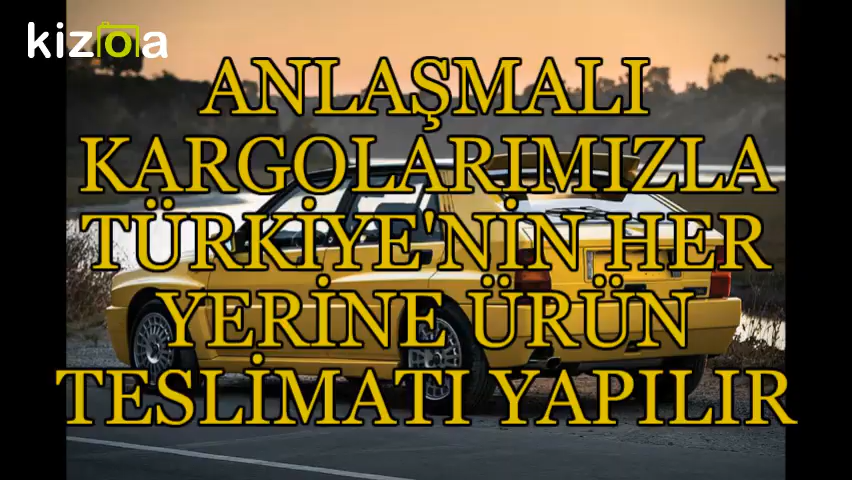 kizoa
ANLAŞMALI
KARGOLARIMIZLA
TÜRKİYE'NİN HER
YERİNE ÜRÜN
TESLİMATI YAPILIR